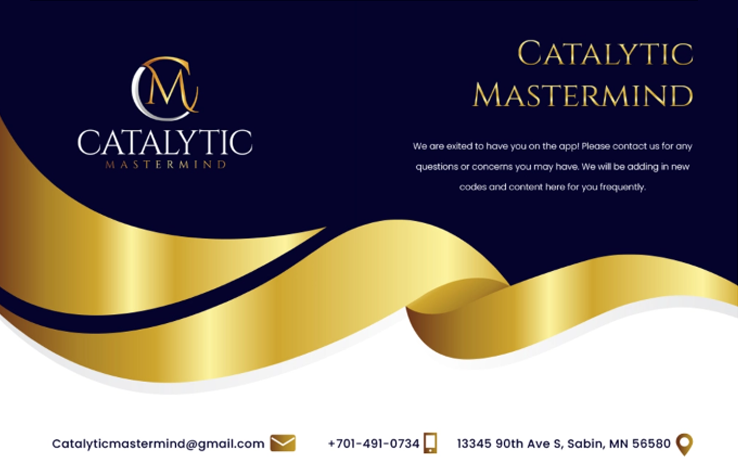 CM
CATALYTIC
MASTERMIND
Catalytic
Mastermind
We are exited to have you on the app! Please contact us for any
questions or concerns you may have. We will be adding in new
codes and content here for you frequently.
Catalyticmastermind@gmail.com
+701-491-0734
13345 90th Ave S, Sabin, MN 56580